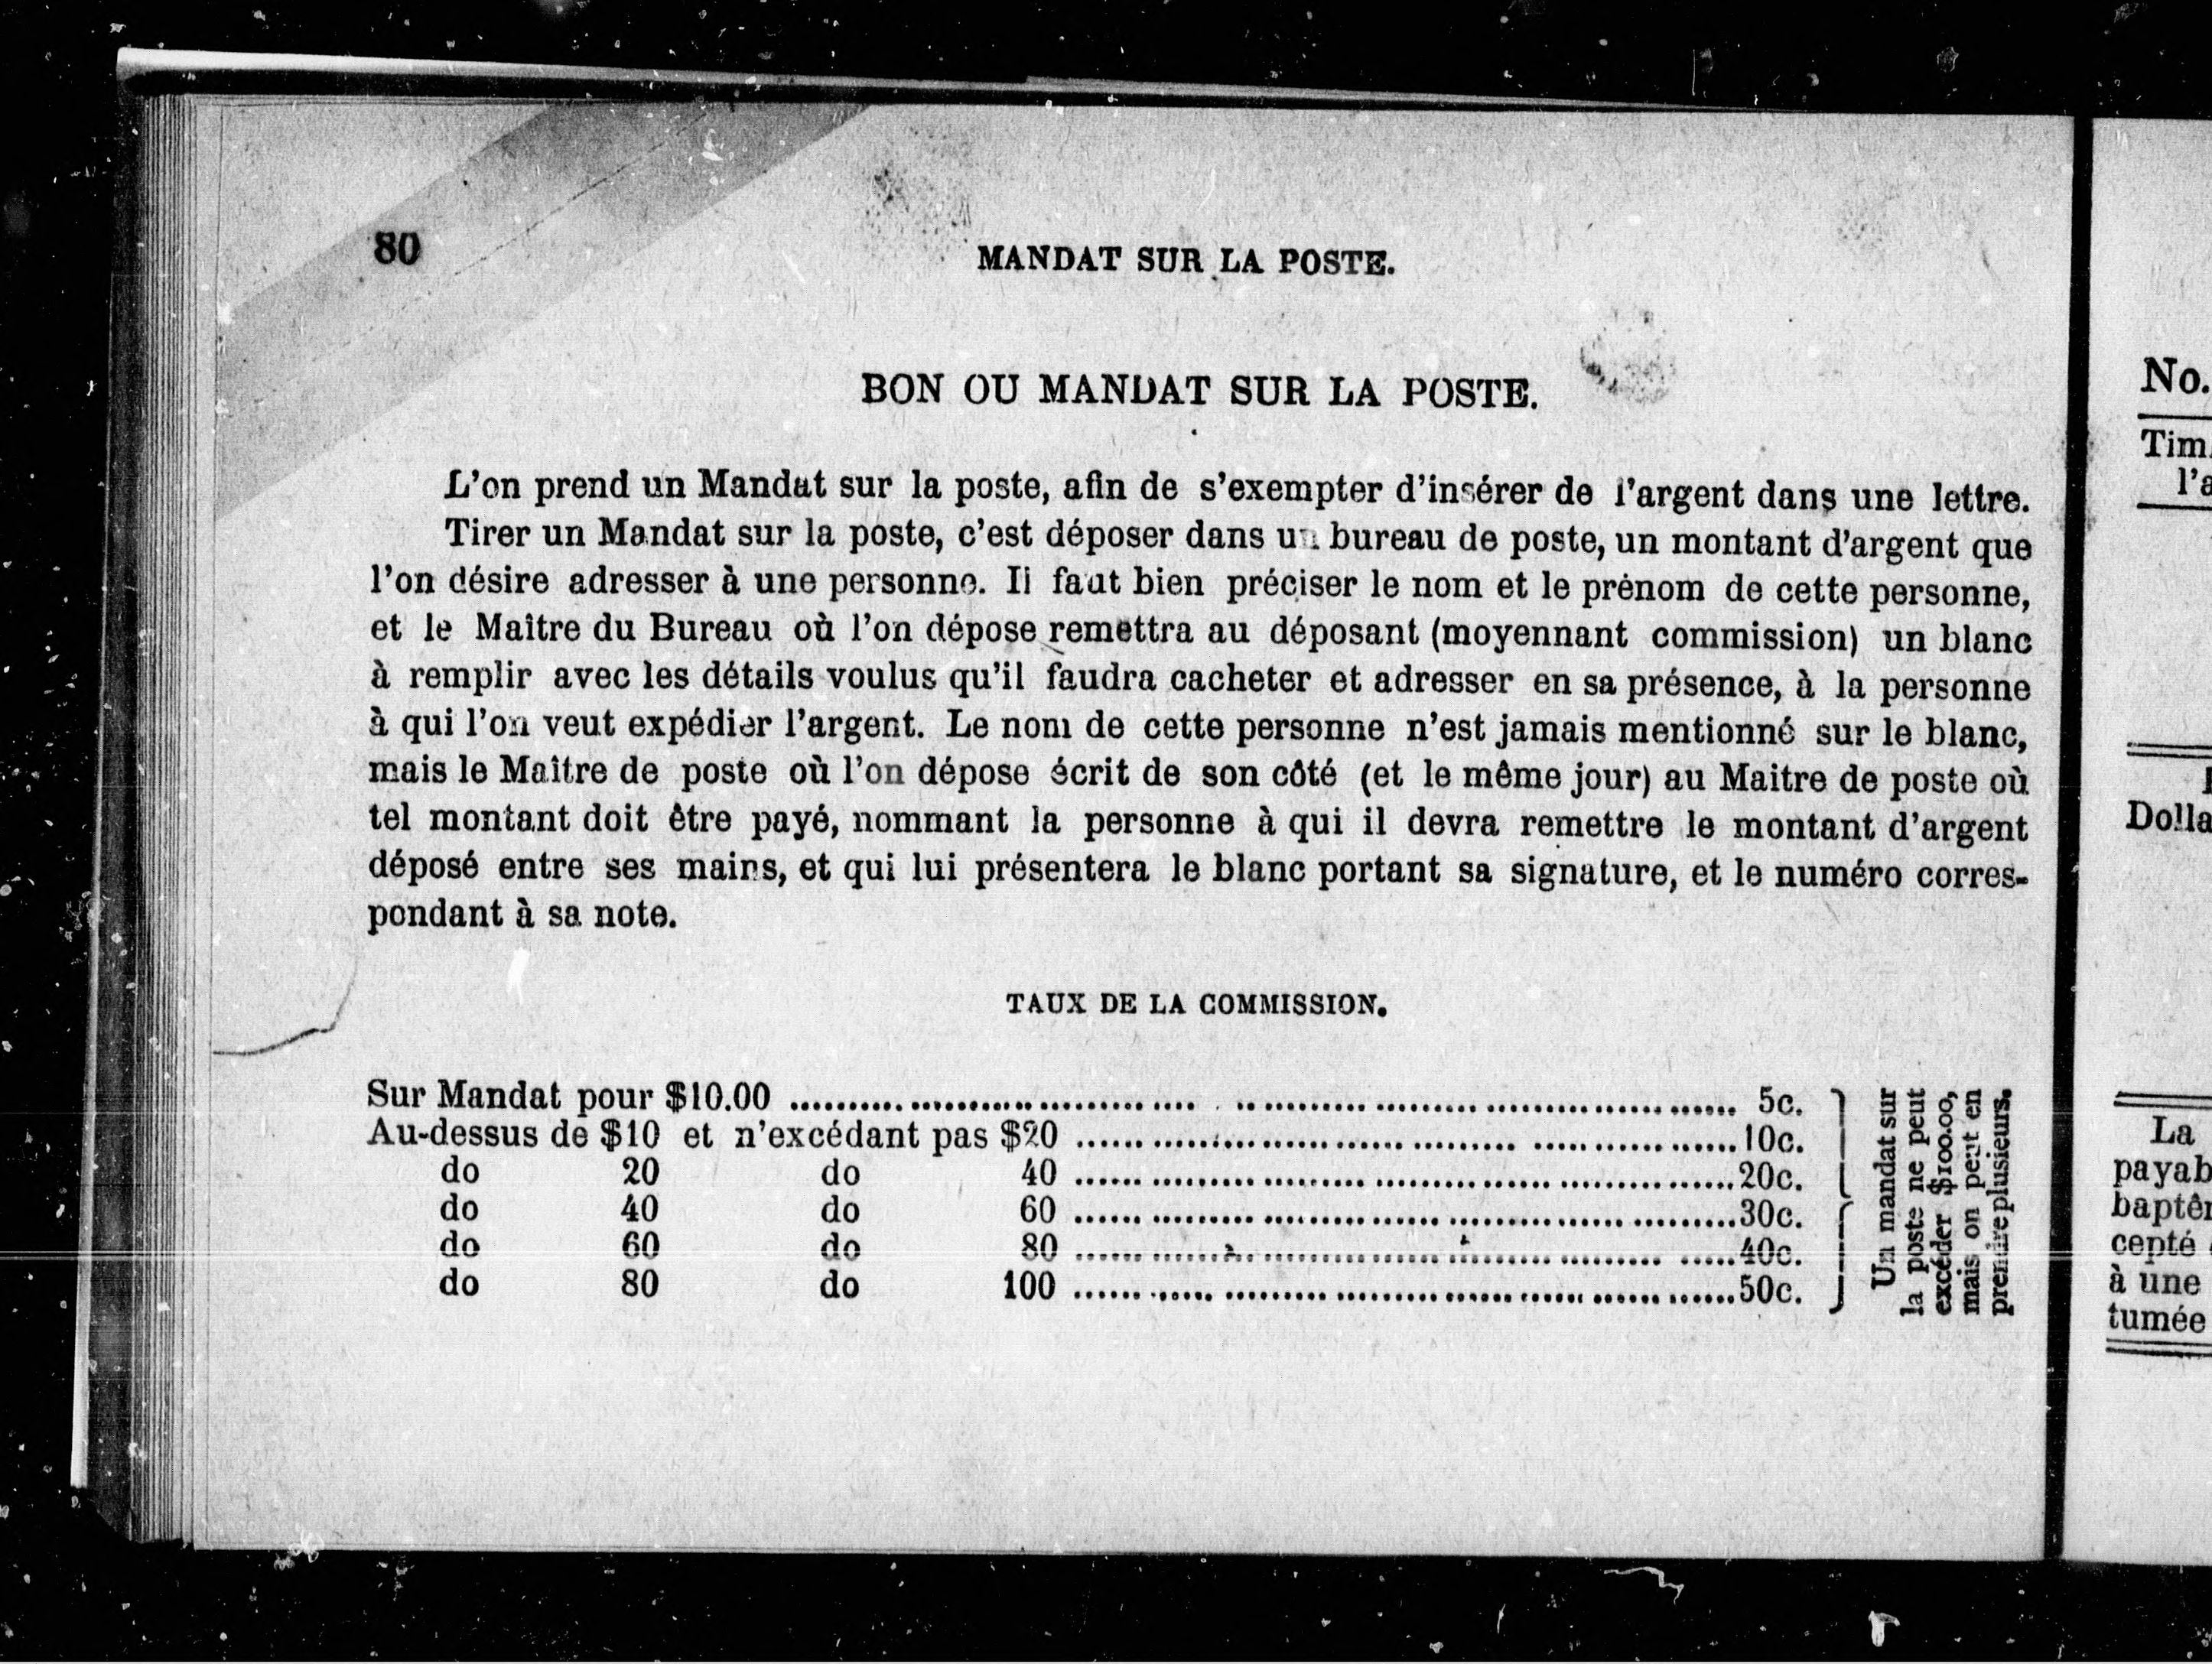 80
MANDAT SUR LA POSTE.
BON OU MANDAT SUR LA POSTE.
L'on prend un Mandat sur la poste, afin de s'exempter d'insérer de l'argent dans une lettre.
Tirer un Mandat sur la poste, c'est déposer dans un bureau de poste, un montant d'argent que
l'on désire adresser à une personne. Il faut bien préciser le nom et le prénom de cette personne,
et le Maître du Bureau où l'on dépose remettra au déposant (moyennant commission) un blanc
à remplir avec les détails voulus qu'il faudra cacheter et adresser en sa présence, à la personne
à qui l'on veut expédier l'argent. Le nom de cette personne n'est jamais mentionné sur le blanc,
mais le Maître de poste où l'on dépose écrit de son côté (et le même jour) au Maitre de poste où
tel montant doit être payé, nommant la personne à qui il devra remettre le montant d'argent
déposé entre ses mains, et qui lui présentera le blanc portant sa signature, et le numéro corres-
pondant à sa note.
TAUX DE LA COMMISSION.
Sur Mandat pour $10.00 ........ 5c.
Au-dessus de $10 et n'excédant pas $20 ........ 10c.
do 20 do 40 ........ 20c.
do 40 do 60 ........ 30c.
do 60 do 80 ........ 40c.
do 80 do 100 ........ 50c.
Un mandat sur
la poste ne peut
excéder $100.00,
mais on peut en
prendre plusieurs.
No.
Tim
l'a
Dolla
La
payab
baptêm
cepté
à une
tumée